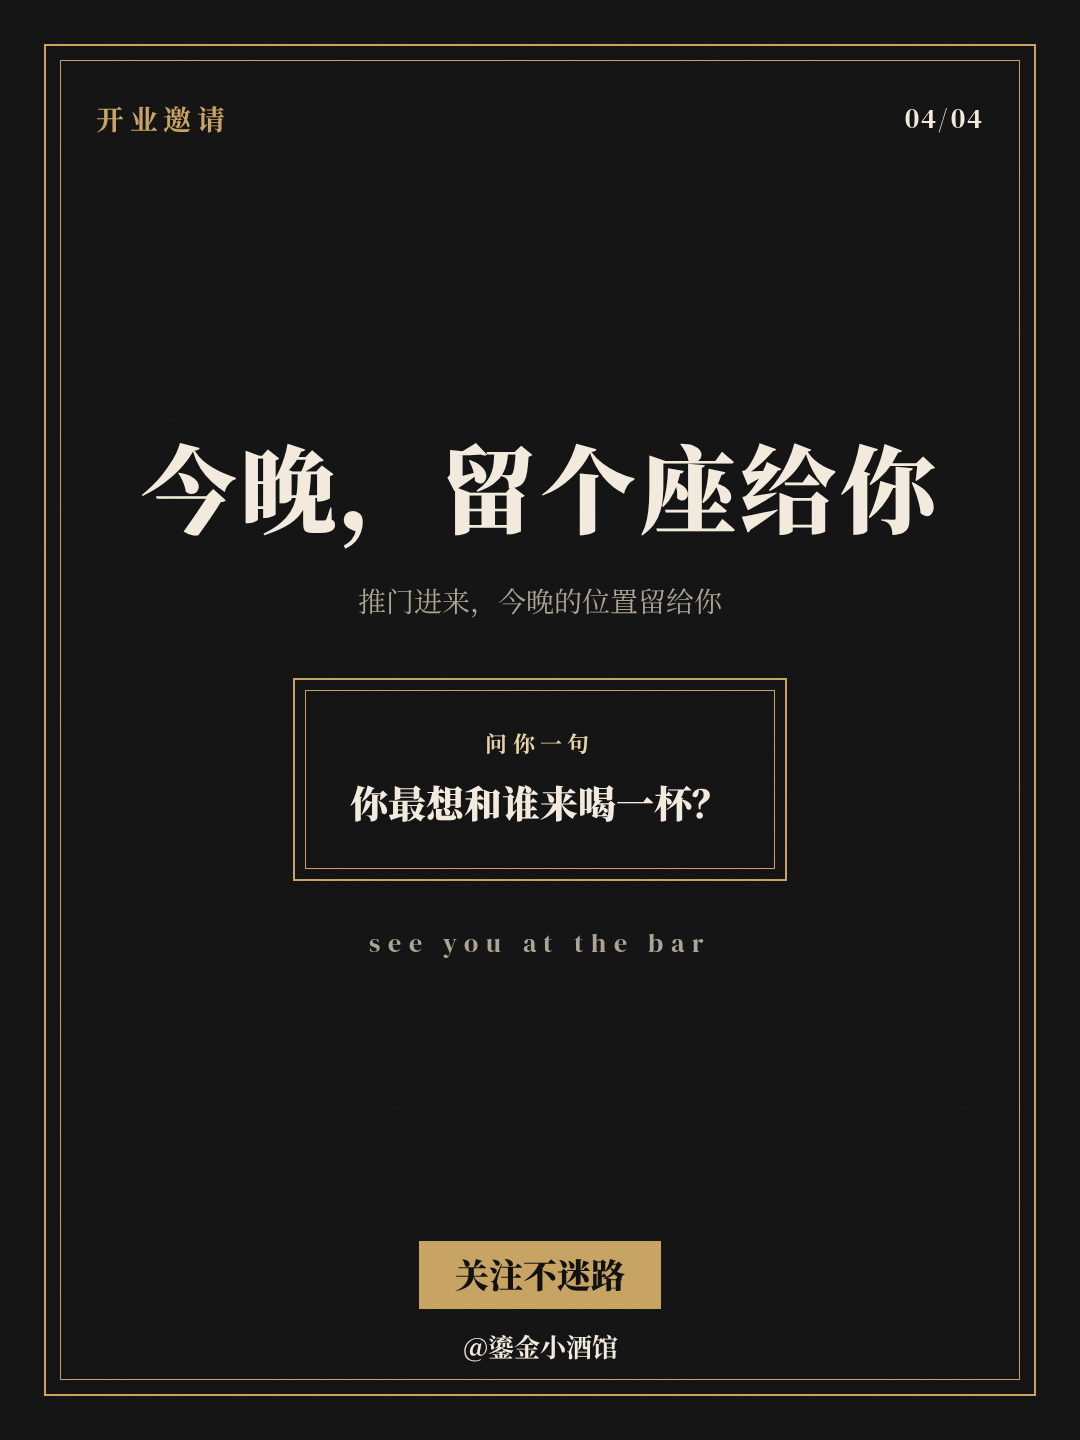 开业邀请
04/04
今晚，留个座给你
推门进来，今晚的位置留给你
问你一句
你最想和谁来喝一杯？
see you at the bar
关注不迷路
@鎏金小酒馆